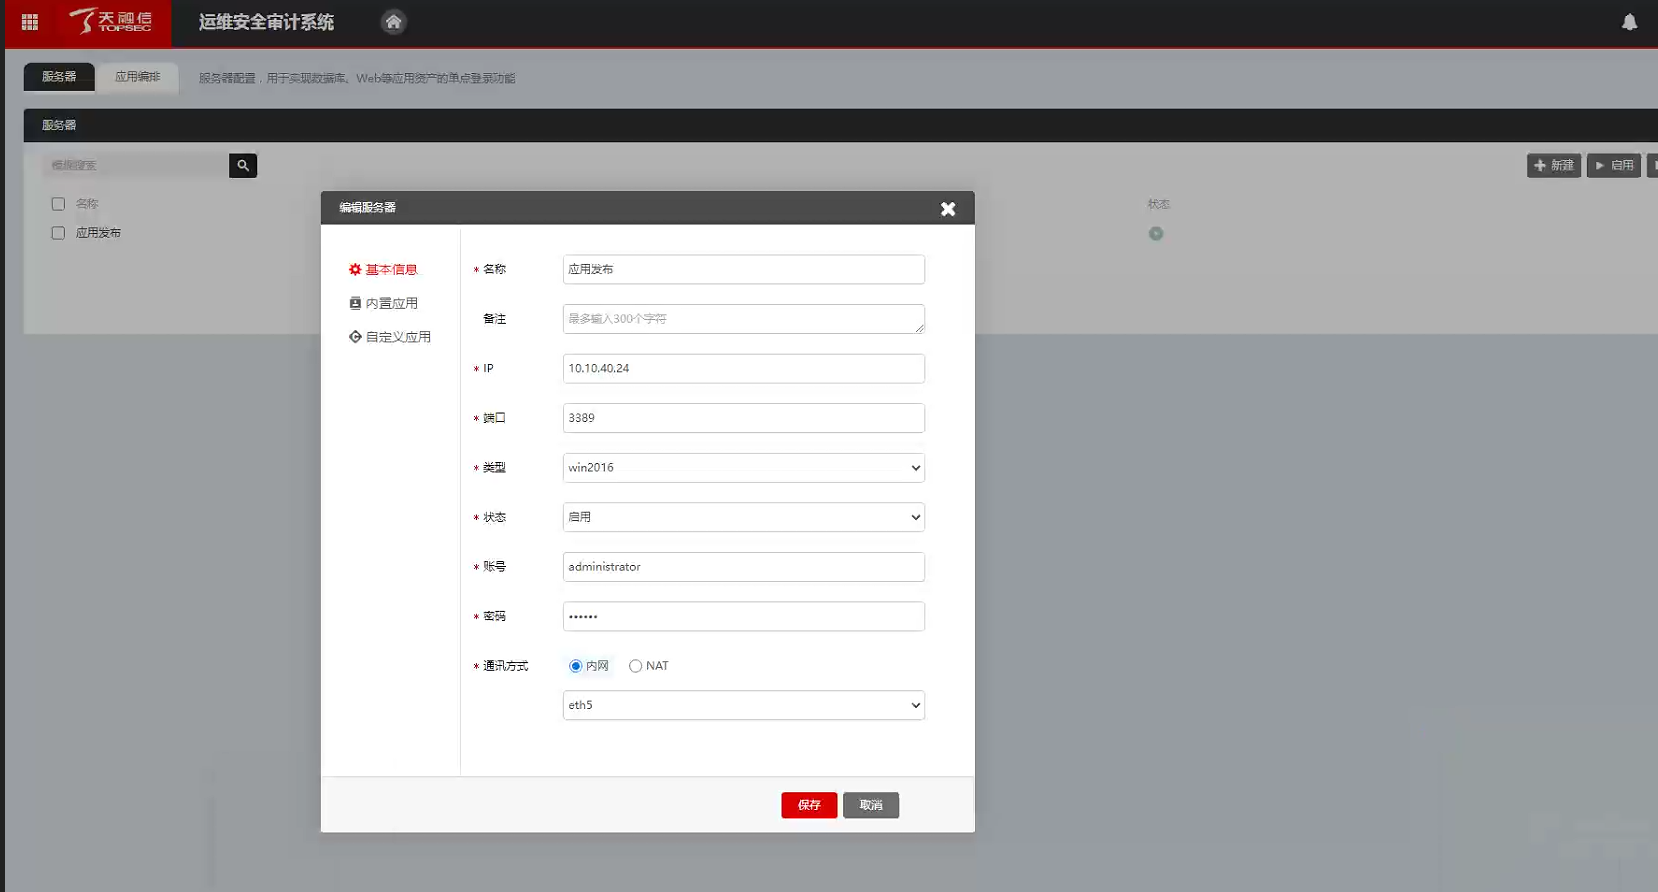 天融信
TOPSEC
运维安全审计系统
服务器
应用编排
服务器配置，用于实现数据库、Web等应用资产的单点登录功能
服务器
模糊搜索
新建
启用
名称
状态
应用发布
编辑服务器
基本信息
内置应用
自定义应用
* 名称
应用发布
备注
最多输入300个字符
* IP
10.10.40.24
* 端口
3389
* 类型
win2016
* 状态
启用
* 账号
administrator
* 密码
••••••
* 通讯方式
内网
NAT
eth5
保存
取消